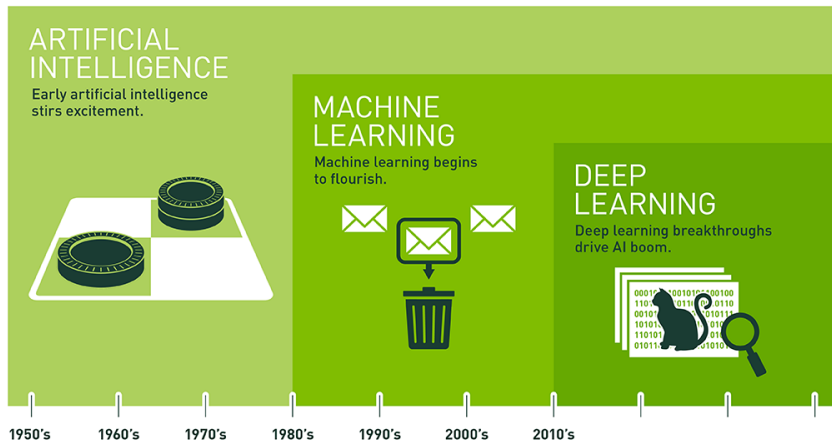 ARTIFICIAL
INTELLIGENCE
Early artificial intelligence
stirs excitement.
MACHINE
LEARNING
Machine learning begins
to flourish.
DEEP
LEARNING
Deep learning breakthroughs
drive AI boom.
1950's 1960's 1970's 1980's 1990's 2000's 2010's